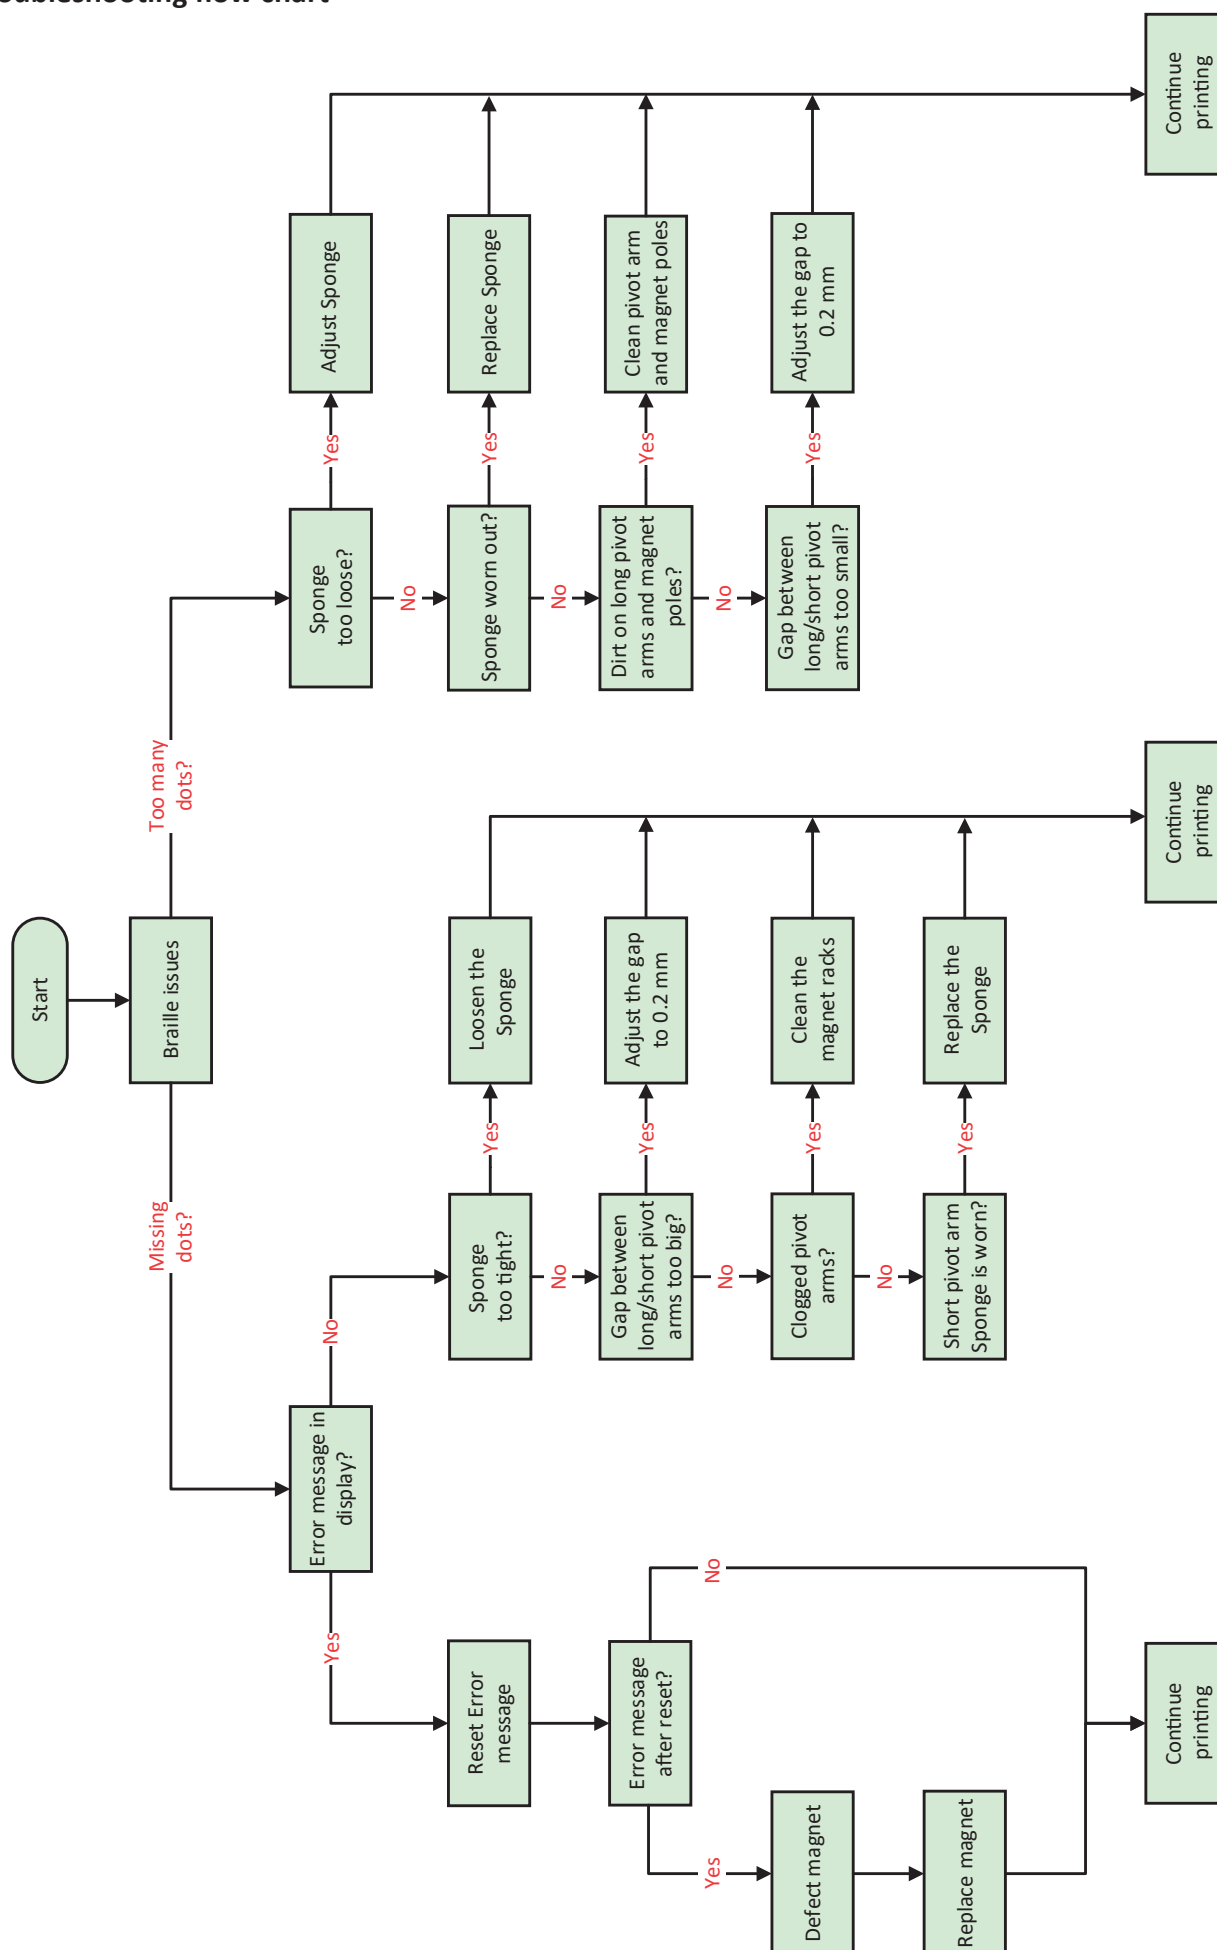 Troubleshooting flow chart
Start
Braille issues
Missing
dots?
Too many
dots?
Error message in
display?
Yes
No
Reset Error
message
Error message
after reset?
Yes
No
Defect magnet
Replace magnet
Continue
printing
Sponge
too tight?
Yes
Loosen the
Sponge
No
Gap between
long/short pivot
arms too big?
Yes
Adjust the gap
to 0.2 mm
No
Clogged pivot
arms?
Yes
Clean the
magnet racks
No
Short pivot arm
Sponge is worn?
Yes
Replace the
Sponge
Continue
printing
Sponge
too loose?
Yes
Adjust Sponge
No
Sponge worn out?
Yes
Replace Sponge
No
Dirt on long pivot
arms and magnet
poles?
Yes
Clean pivot arm
and magnet poles
No
Gap between
long/short pivot
arms too small?
Yes
Adjust the gap to
0.2 mm
Continue
printing